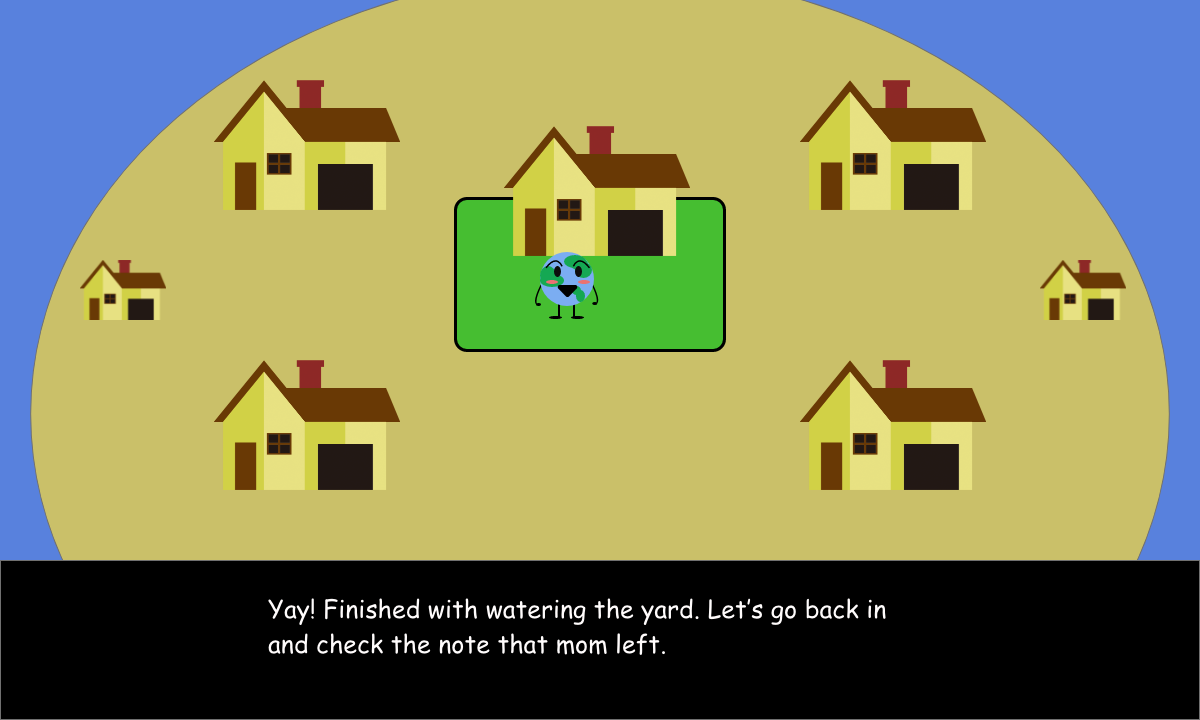 Yay! Finished with watering the yard. Let's go back in
and check the note that mom left.